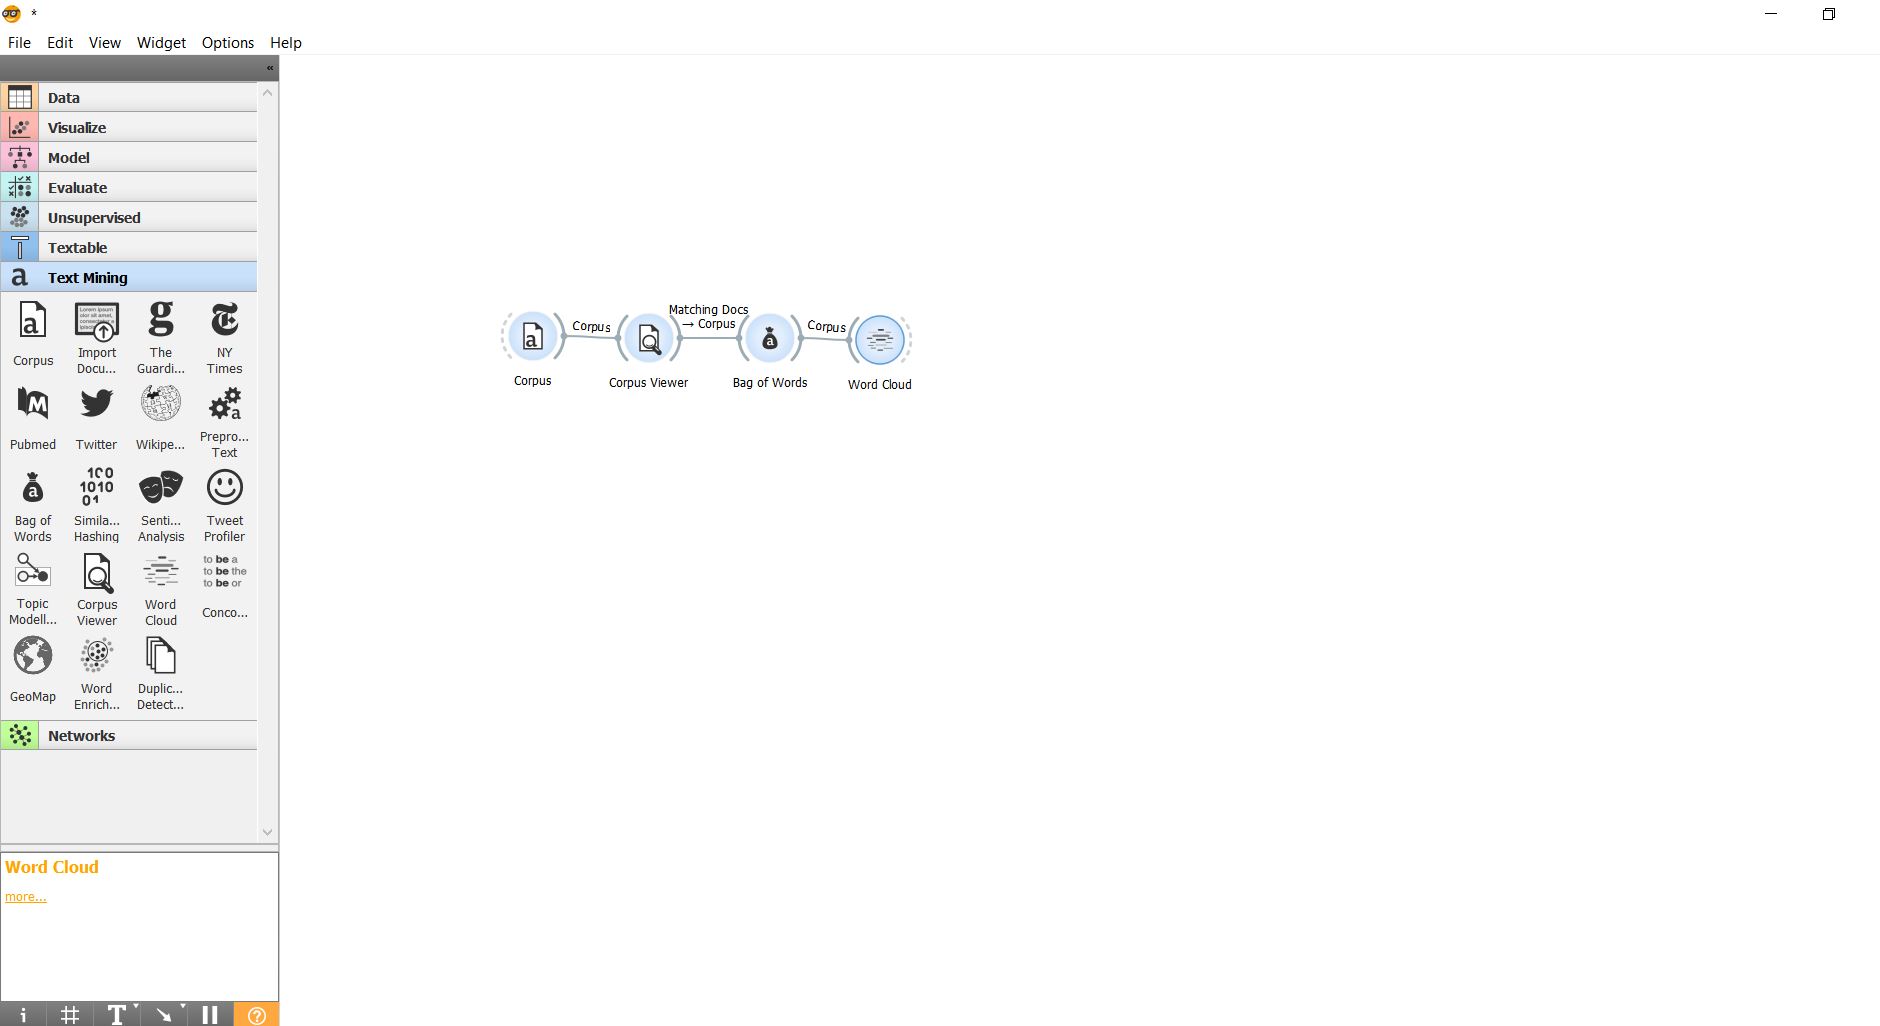 *
File Edit View Widget Options Help
«
Data
Visualize
Model
Evaluate
Unsupervised
Textable
a Text Mining
a
Lorem ipsum
g
Corpus
Import
Docu...
The
Guardi...
NY
Times
M
a
Pubmed
Twitter
Wikipe...
Prepro...
Text
a
Bag of
Words
Simila...
Hashing
Senti...
Analysis
Tweet
Profiler
to be a
to be the
to be or
Topic
Modell...
Corpus
Viewer
Word
Cloud
Conco...
GeoMap
Word
Enrich...
Duplic...
Detect...
Networks
Word Cloud
more...
i # T ?
Matching Docs
→ Corpus
Corpus
Corpus
a
a
Corpus
Corpus Viewer
Bag of Words
Word Cloud